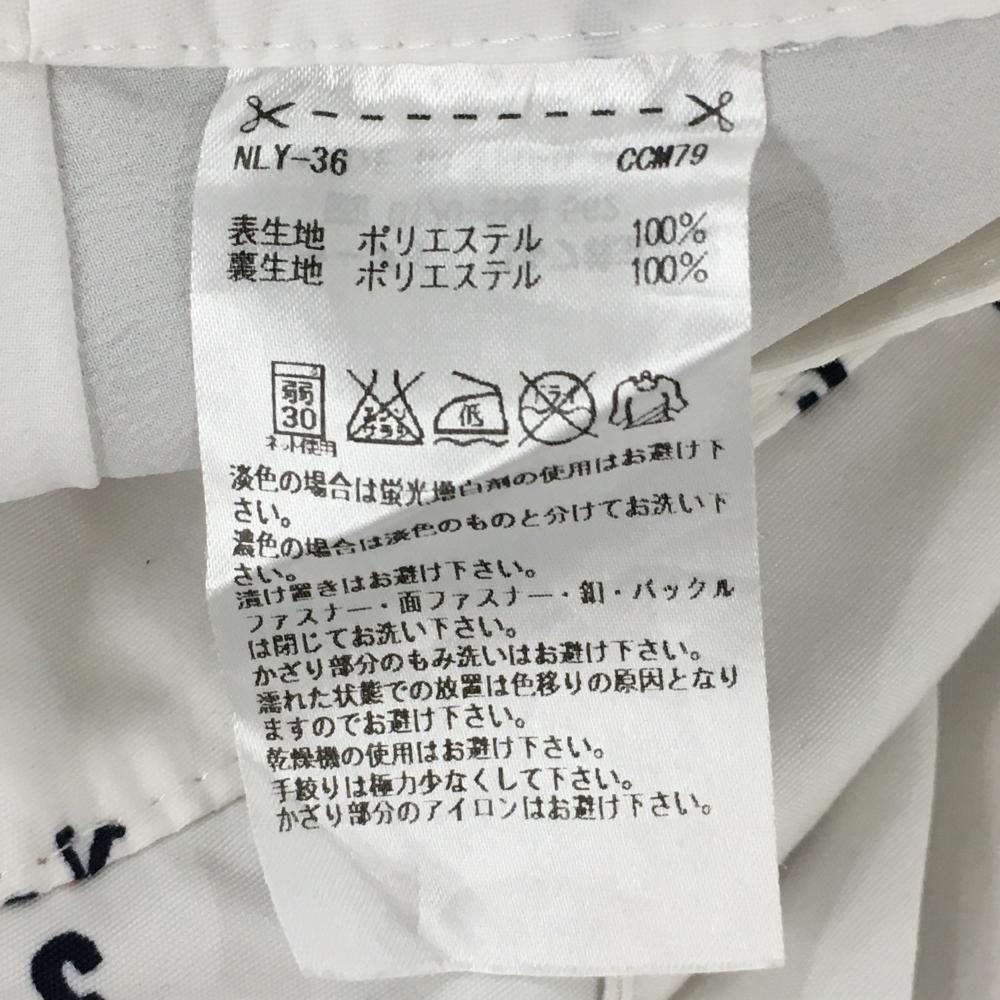 NLY-36 CCM79
表生地 ポリエステル 100%
裏生地 ポリエステル 100%
弱
30
ネット使用
エンソ
サラシ
低
ドライ
淡色の場合は蛍光増白剤の使用はお避け下
さい。
濃色の場合は淡色のものと分けてお洗い下
さい。
漬け置きはお避け下さい。
ファスナー・面ファスナー・釦・バックル
は閉じてお洗い下さい。
かざり部分のもみ洗いはお避け下さい。
濡れた状態での放置は色移りの原因となり
ますのでお避け下さい。
乾燥機の使用はお避け下さい。
手絞りは極力少なくして下さい。
かざり部分のアイロンはお避け下さい。